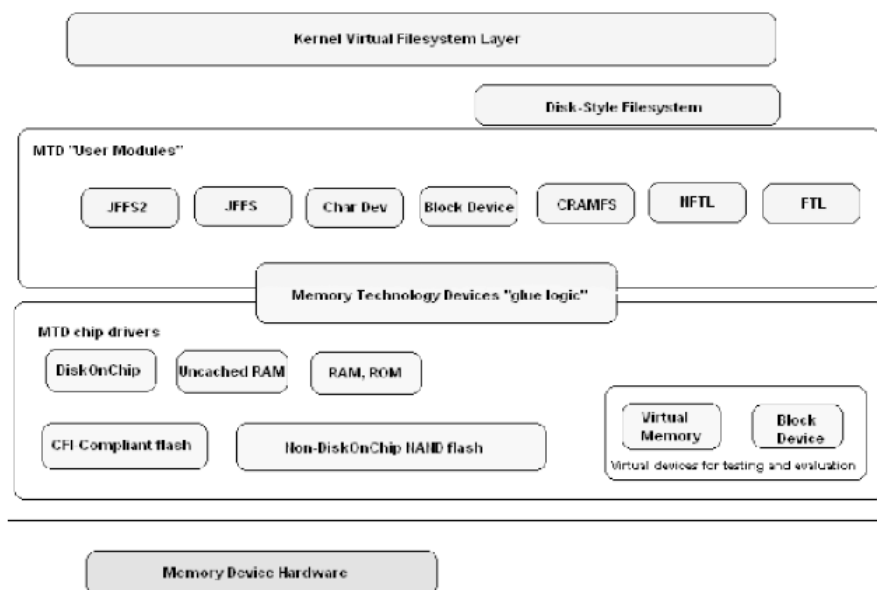 Kernel Virtual Filesystem Layer
Disk-Style Filesystem
MTD "User Modules"
JFFS2
JFFS
Char Dev
Block Device
CRAMFS
NFTL
FTL
Memory Technology Devices "glue logic"
MTD chip drivers
DiskOnChip
Uncached RAM
RAM, ROM
CFI-Compliant flash
Non-DiskOnChip NAND flash
Virtual
Memory
Block
Device
Virtual devices for testing and evaluation
Memory Device Hardware